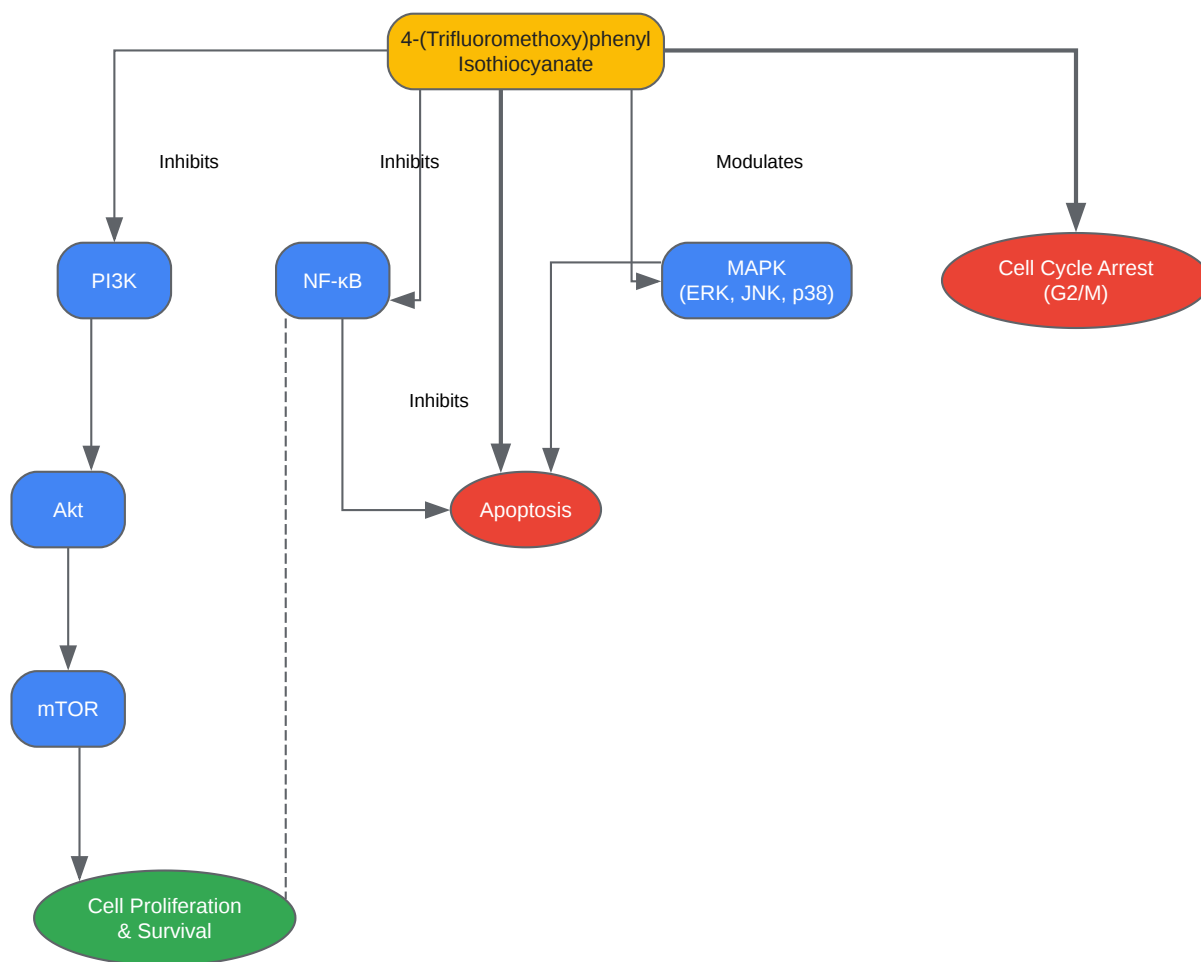 4-(Trifluoromethoxy)phenyl
Isothiocyanate
Inhibits
Inhibits
Modulates
PI3K
NF-κB
MAPK
(ERK, JNK, p38)
Cell Cycle Arrest
(G2/M)
Inhibits
Akt
Apoptosis
mTOR
Cell Proliferation
& Survival